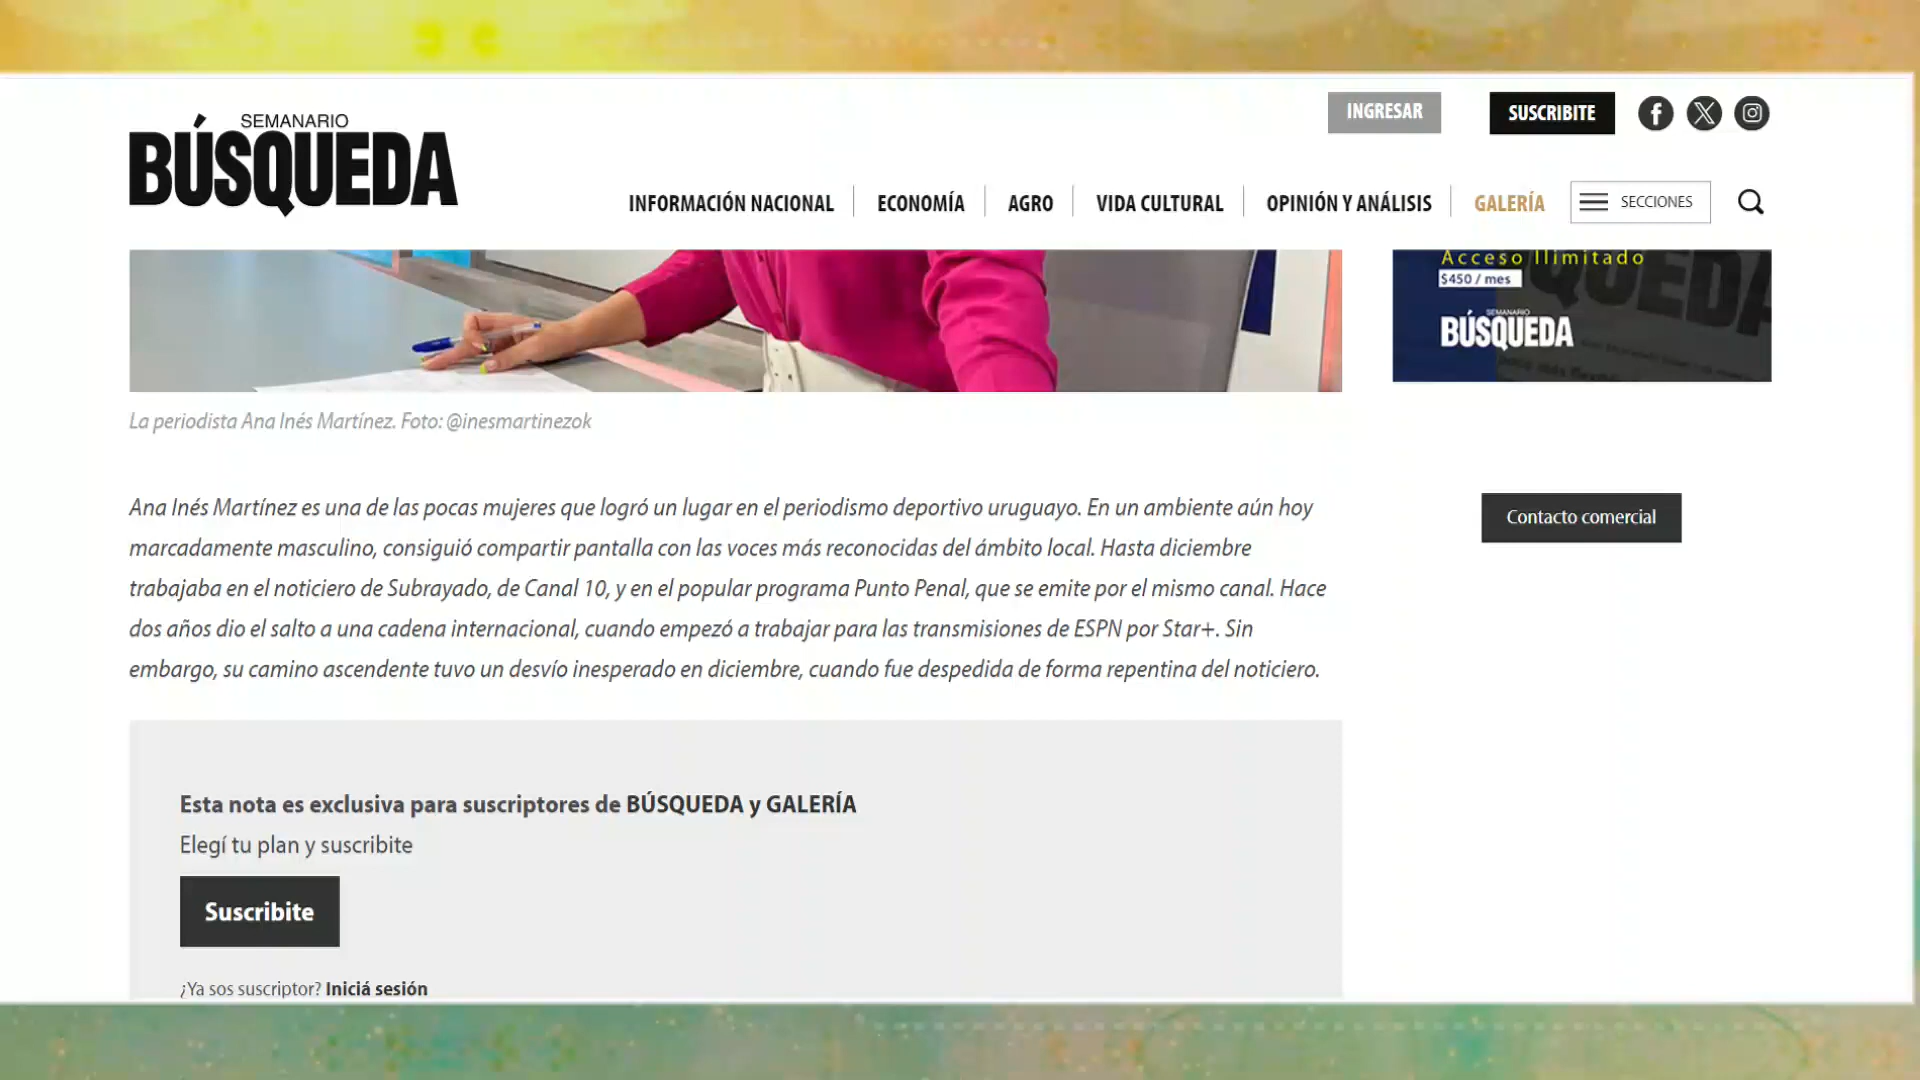 INGRESAR
SUSCRIBITE
SEMANARIO
BÚSQUEDA
INFORMACIÓN NACIONAL
ECONOMÍA
AGRO
VIDA CULTURAL
OPINIÓN Y ANÁLISIS
GALERÍA
SECCIONES
Acceso Ilimitado
$450 / mes
SEMANARIO
BÚSQUEDA
La periodista Ana Inés Martínez. Foto: @inesmartinezok
Ana Inés Martínez es una de las pocas mujeres que logró un lugar en el periodismo deportivo uruguayo. En un ambiente aún hoy
marcadamente masculino, consiguió compartir pantalla con las voces más reconocidas del ámbito local. Hasta diciembre
trabajaba en el noticiero de Subrayado, de Canal 10, y en el popular programa Punto Penal, que se emite por el mismo canal. Hace
dos años dio el salto a una cadena internacional, cuando empezó a trabajar para las transmisiones de ESPN por Star+. Sin
embargo, su camino ascendente tuvo un desvío inesperado en diciembre, cuando fue despedida de forma repentina del noticiero.
Contacto comercial
Esta nota es exclusiva para suscriptores de BÚSQUEDA y GALERÍA
Elegí tu plan y suscribite
Suscribite
¿Ya sos suscriptor? Iniciá sesión